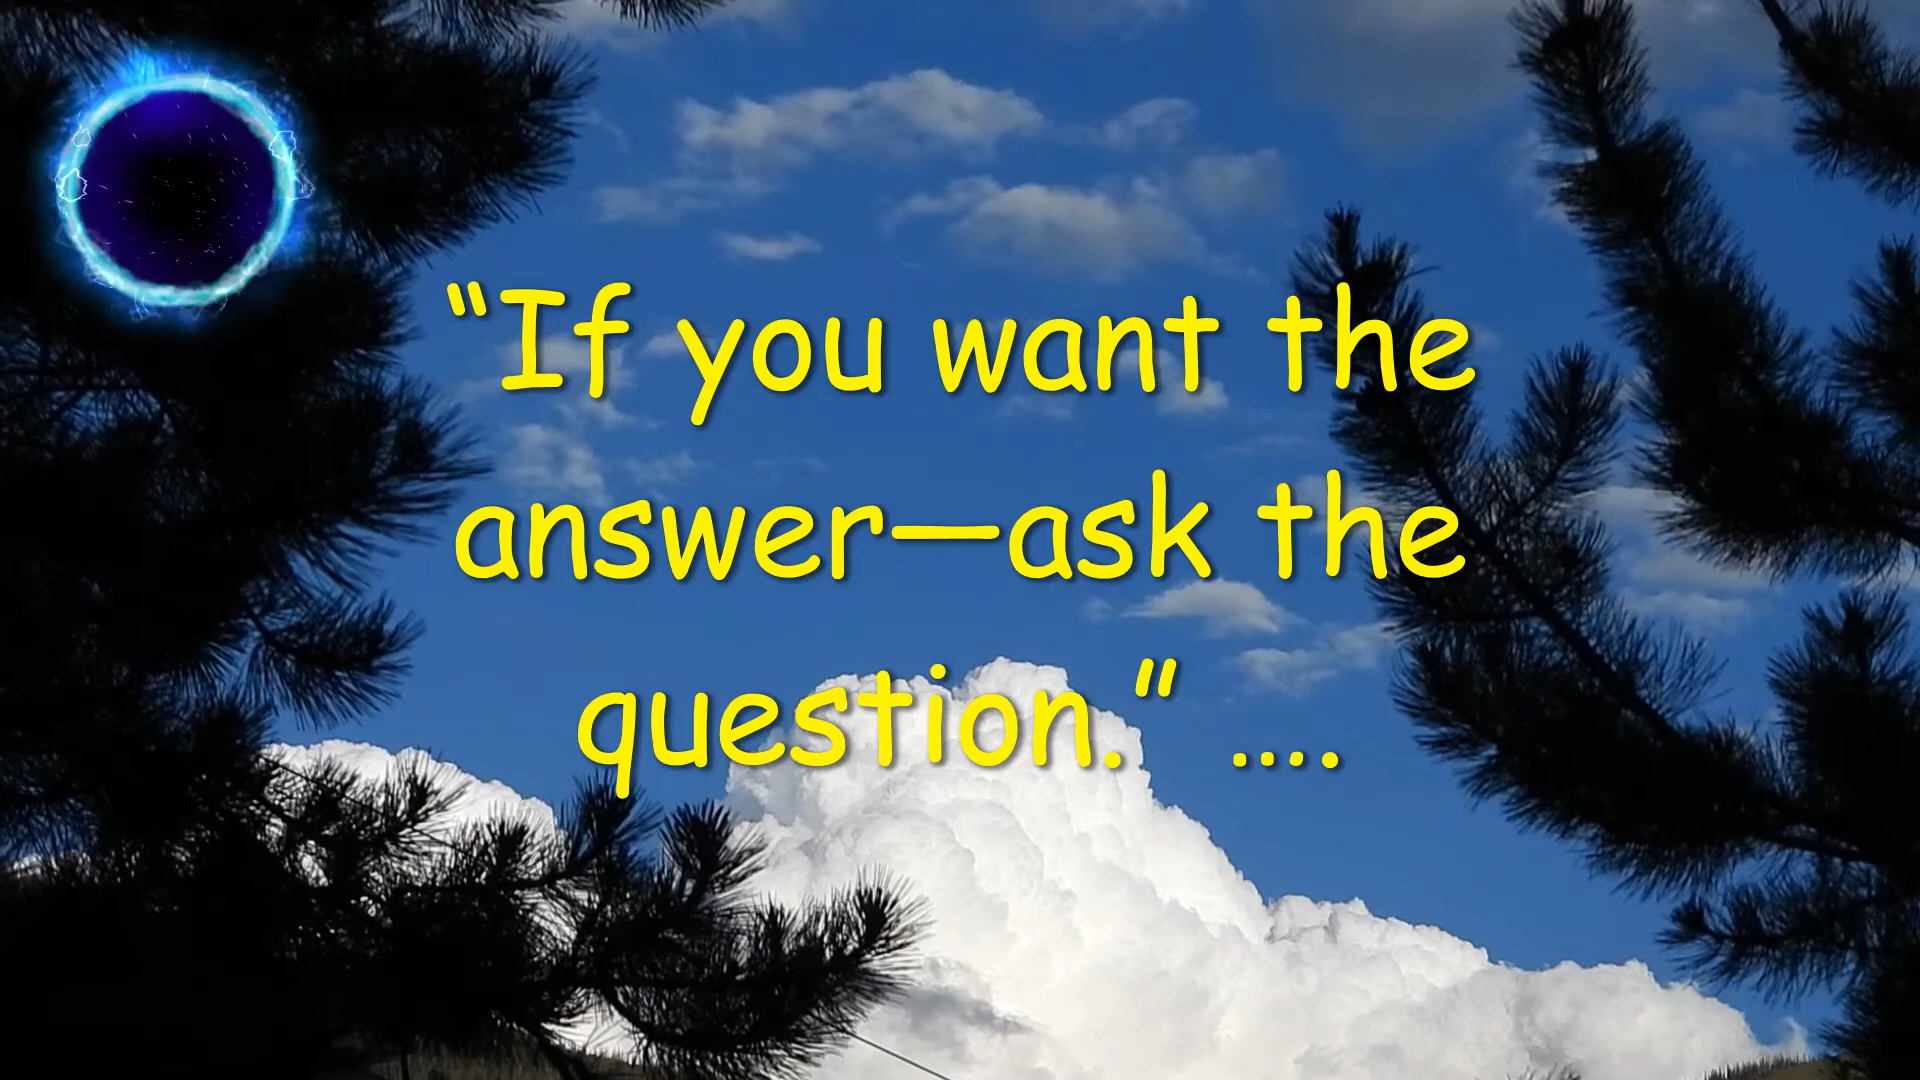 “If you want the
answer—ask the
question.” ....